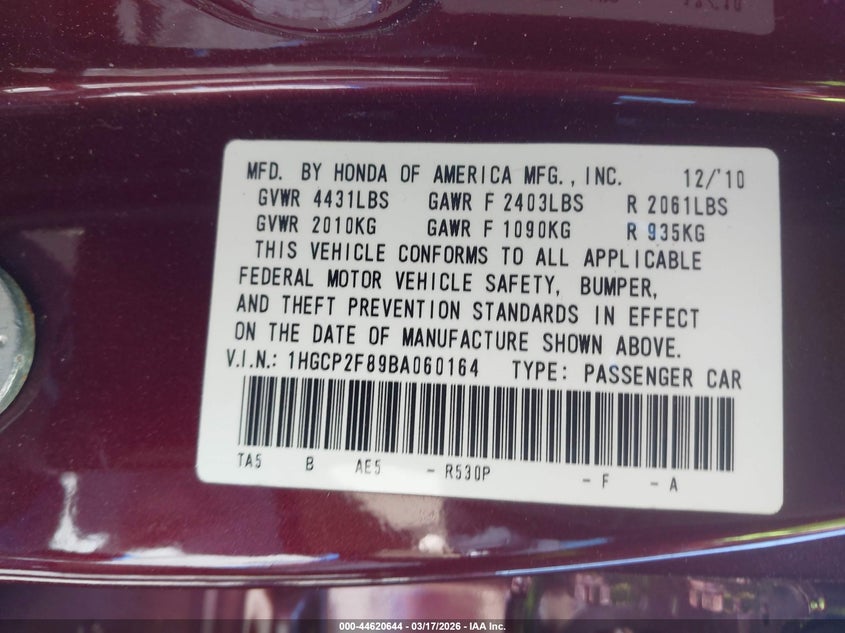 MFD. BY HONDA OF AMERICA MFG., INC. 12/'10
GVWR 4431LBS GAWR F 2403LBS R 2061LBS
GVWR 2010KG GAWR F 1090KG R 935KG
THIS VEHICLE CONFORMS TO ALL APPLICABLE
FEDERAL MOTOR VEHICLE SAFETY, BUMPER,
AND THEFT PREVENTION STANDARDS IN EFFECT
ON THE DATE OF MANUFACTURE SHOWN ABOVE.
V.I.N.: 1HGCP2F89BA060164 TYPE: PASSENGER CAR
TA5 B AE5 - R530P - F - A
000-44620644 | 03/17/2026 - IAA Inc.